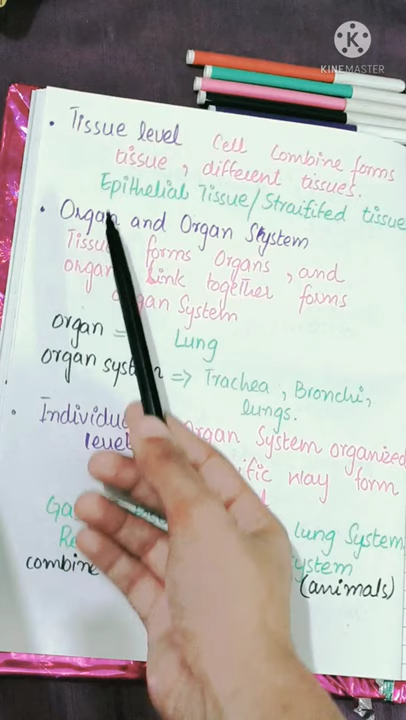 KINEMASTER
• Tissue level Cell Combine forms
tissue, different tissues.
Epithelial Tissue/Straifited tissue
• Organ and Organ System
Tissue forms Organs, and
organ Link together forms
organ System
organ = Lung
organ system => Trachea, Bronchi,
lungs.
• Individual organ System organized
level way form
lung System,
combine System
(animals)